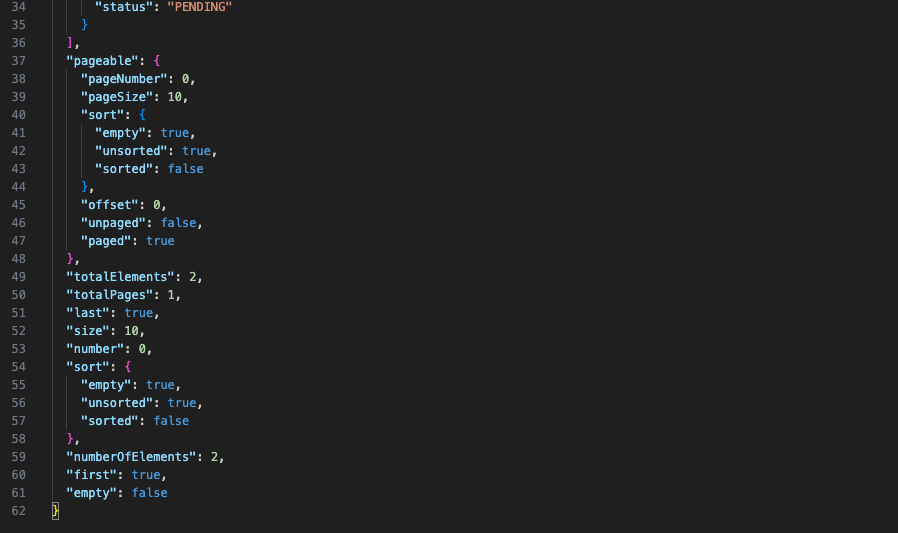 34 "status": "PENDING"
35 }
36 ],
37 "pageable": {
38 "pageNumber": 0,
39 "pageSize": 10,
40 "sort": {
41 "empty": true,
42 "unsorted": true,
43 "sorted": false
44 },
45 "offset": 0,
46 "unpaged": false,
47 "paged": true
48 },
49 "totalElements": 2,
50 "totalPages": 1,
51 "last": true,
52 "size": 10,
53 "number": 0,
54 "sort": {
55 "empty": true,
56 "unsorted": true,
57 "sorted": false
58 },
59 "numberOfElements": 2,
60 "first": true,
61 "empty": false
62 }